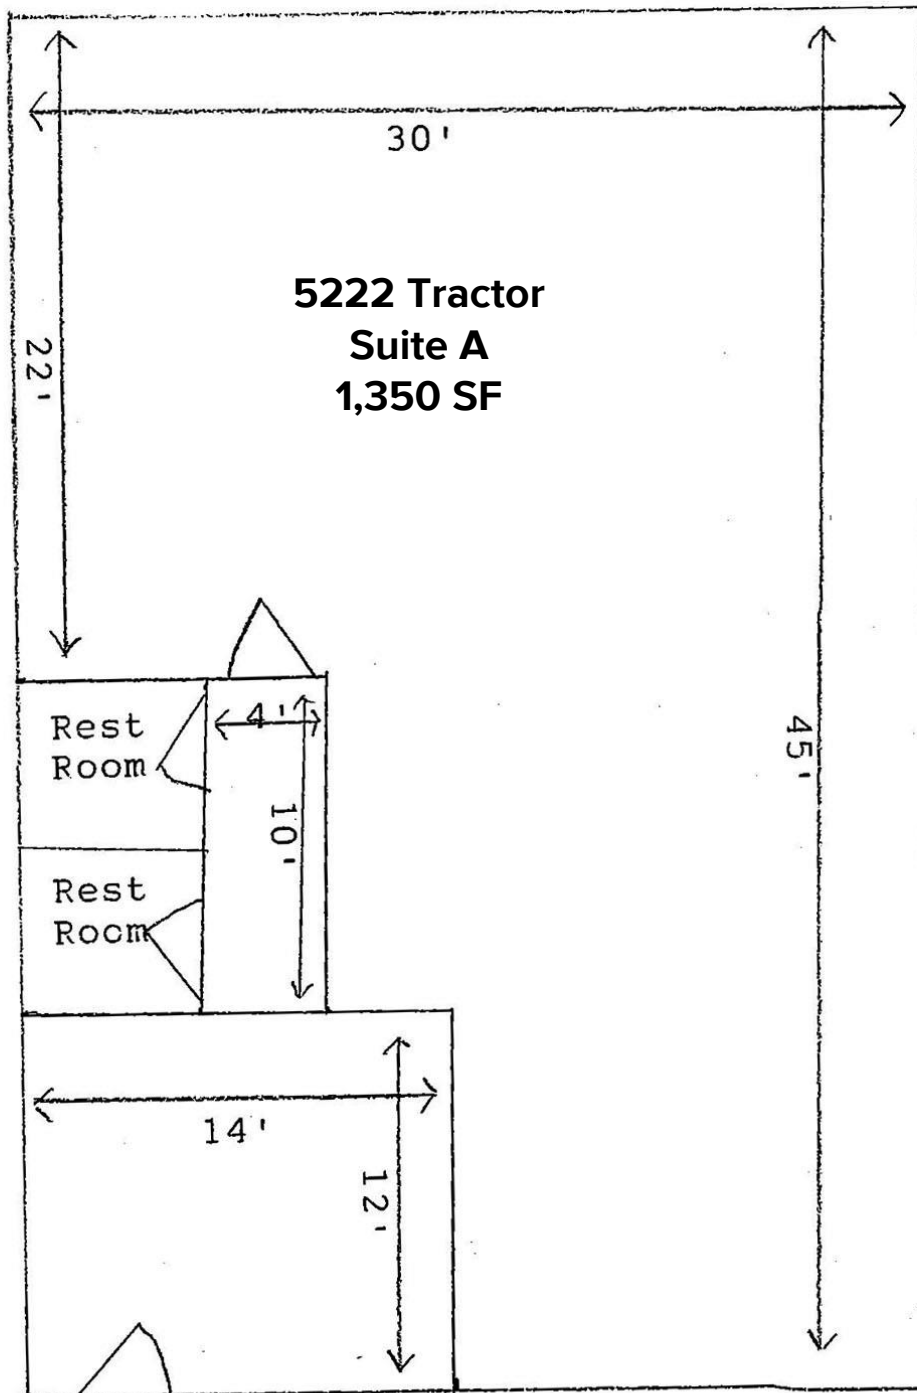 30'
5222 Tractor
Suite A
1,350 SF
22'
4'
Rest
Room
45'
10'
Rest
Room
14'
12'